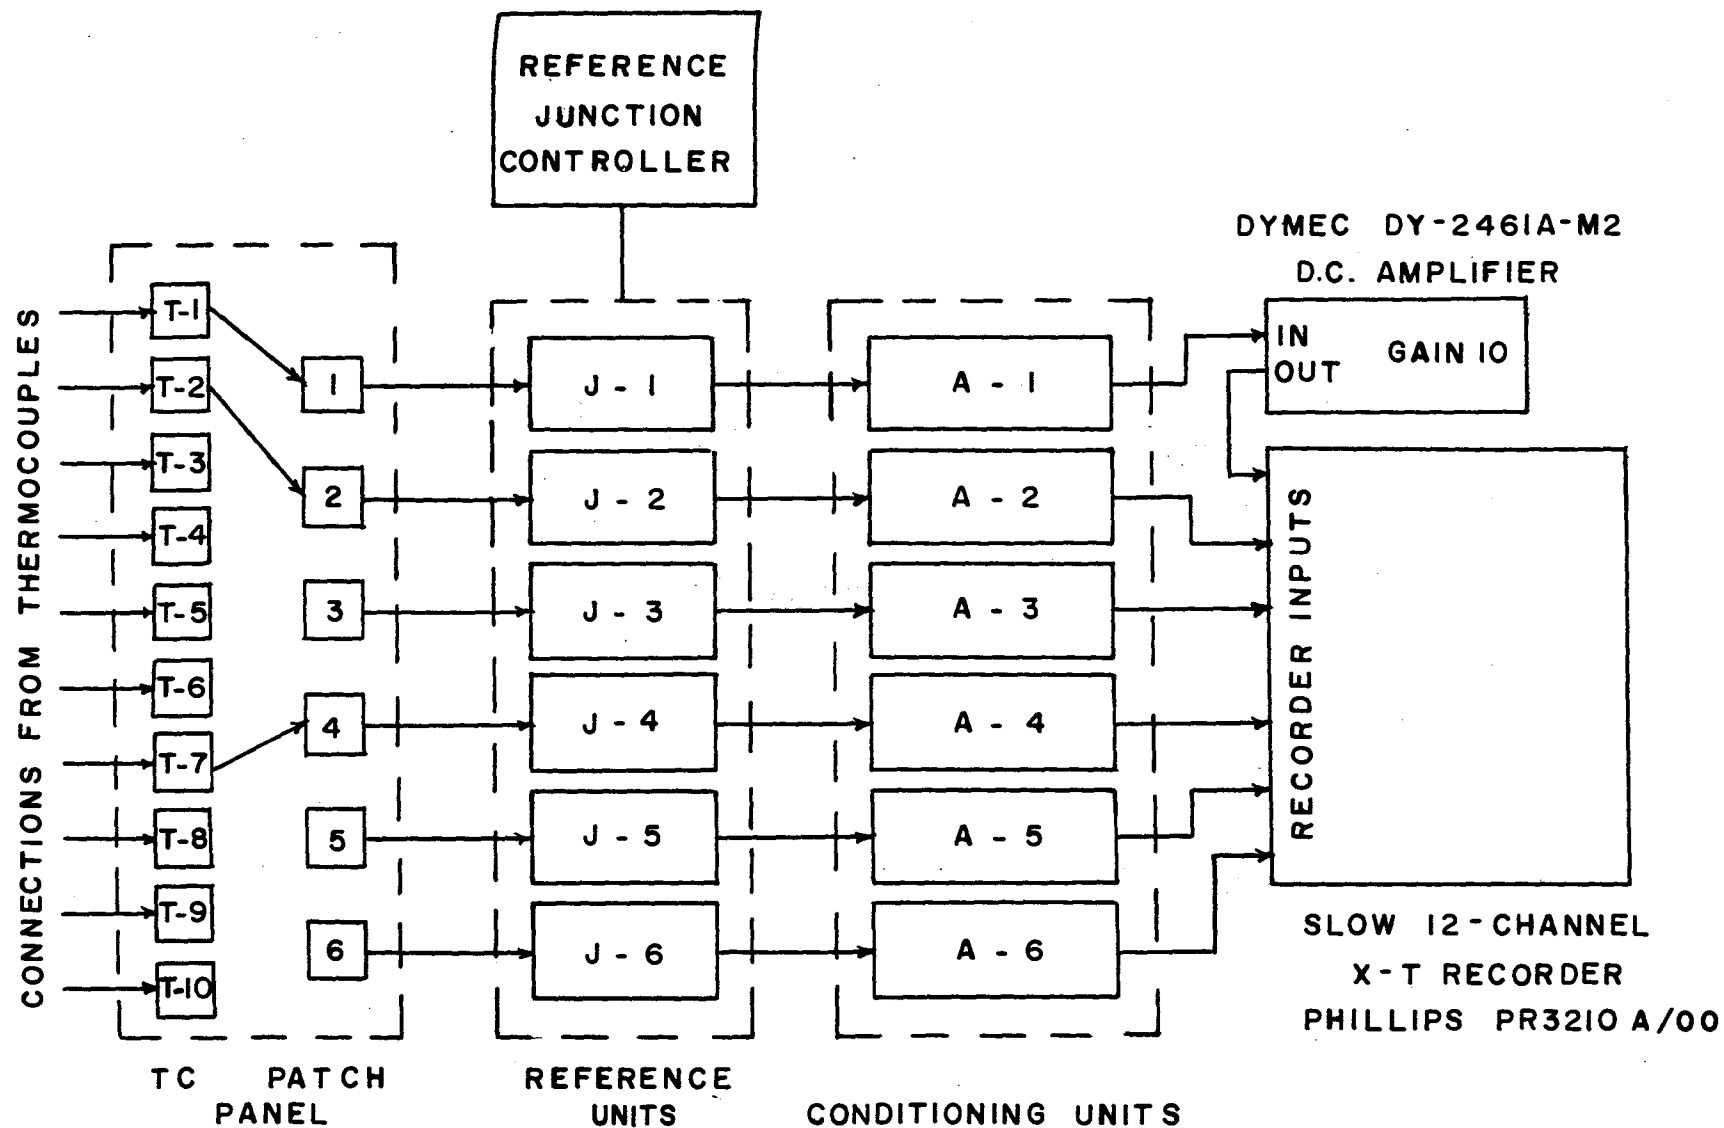 REFERENCE
JUNCTION
CONTROLLER
DYMEC DY-2461A-M2
D.C. AMPLIFIER
IN
OUT
GAIN 10
CONNECTIONS FROM THERMOCOUPLES
T-1
T-2
T-3
T-4
T-5
T-6
T-7
T-8
T-9
T-10
1
2
3
4
5
6
J - 1
J - 2
J - 3
J - 4
J - 5
J - 6
A - 1
A - 2
A - 3
A - 4
A - 5
A - 6
RECORDER INPUTS
SLOW 12-CHANNEL
X-T RECORDER
PHILLIPS PR3210 A/00
TC PATCH
PANEL
REFERENCE
UNITS
CONDITIONING UNITS